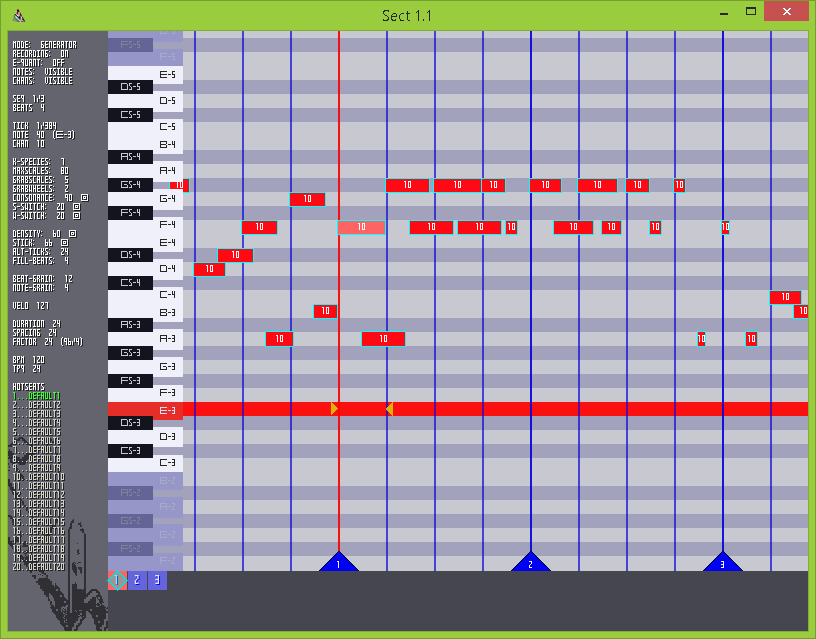 Sect 1.1
MODE: GENERATOR
RECORDING: ON
E-QUANT: OFF
NOTES: VISIBLE
CHANS: VISIBLE
SEQ 1/3
BEATS 4
TICK 1/384
NOTE 40 (E-3)
CHAN 10
K-SPECIES: 7
MAXSCALES: 80
GRABSCALES: 5
GRABWHEELS: 2
CONSONANCE: 90
S-SWITCH: 20
W-SWITCH: 20
DENSITY: 60
STICK: 66
ALT-TICKS: 24
FILL-BEATS: 4
BEAT-GRAIN: 12
NOTE-GRAIN: 4
VELO 127
DURATION 24
SPACING 24
FACTOR 24 (96/4)
BPM 120
TPQ 24
HOTSEATS
1...DEFAULT1
2...DEFAULT2
3...DEFAULT3
4...DEFAULT4
5...DEFAULT5
6...DEFAULT6
7...DEFAULT7
8...DEFAULT8
9...DEFAULT9
10...DEFAULT10
11...DEFAULT11
12...DEFAULT12
13...DEFAULT13
14...DEFAULT14
15...DEFAULT15
16...DEFAULT16
17...DEFAULT17
18...DEFAULT18
19...DEFAULT19
20...DEFAULT20
FS-5
F-5
E-5
DS-5
D-5
CS-5
C-5
B-4
AS-4
A-4
GS-4
10 10 10 10 10 10 10 10 10
G-4
10
FS-4
F-4
10 10 10 10 10 10 10 10 10
E-4
DS-4
10
D-4
10
CS-4
C-4
10
B-3
10 10
AS-3
A-3
10 10 10 10
GS-3
G-3
FS-3
F-3
E-3
DS-3
D-3
CS-3
C-3
B-2
AS-2
A-2
GS-2
G-2
FS-2
F-2
1 2 3
1 2 3